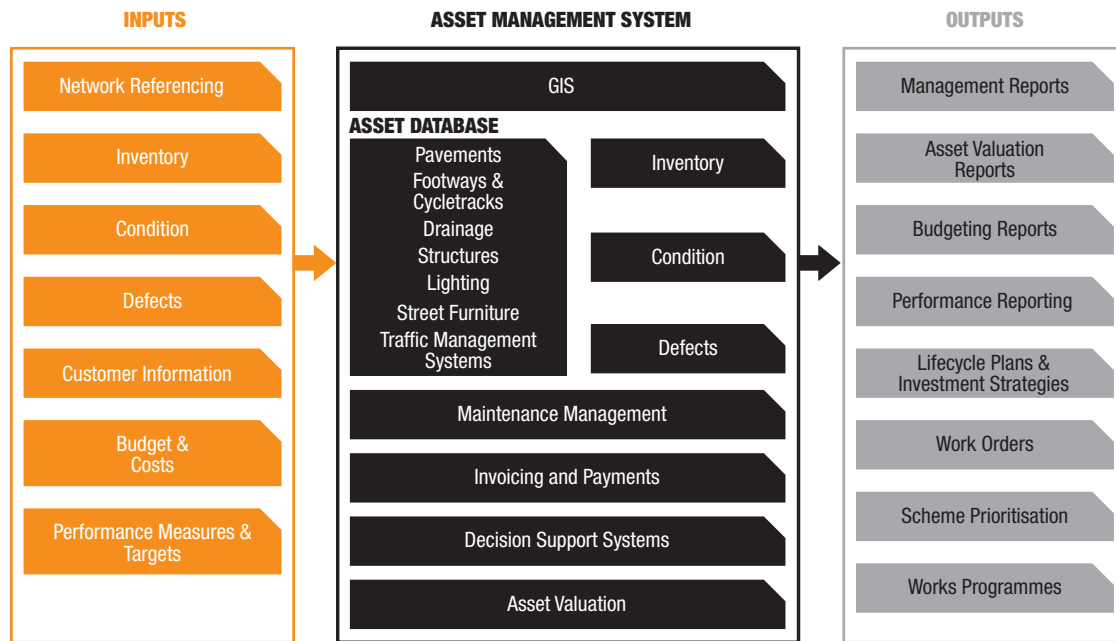 INPUTS
Network Referencing
Inventory
Condition
Defects
Customer Information
Budget &
Costs
Performance Measures &
Targets
ASSET MANAGEMENT SYSTEM
GIS
ASSET DATABASE
Pavements
Footways &
Cycletracks
Drainage
Structures
Lighting
Street Furniture
Traffic Management
Systems
Inventory
Condition
Defects
Maintenance Management
Invoicing and Payments
Decision Support Systems
Asset Valuation
OUTPUTS
Management Reports
Asset Valuation
Reports
Budgeting Reports
Performance Reporting
Lifecycle Plans &
Investment Strategies
Work Orders
Scheme Prioritisation
Works Programmes